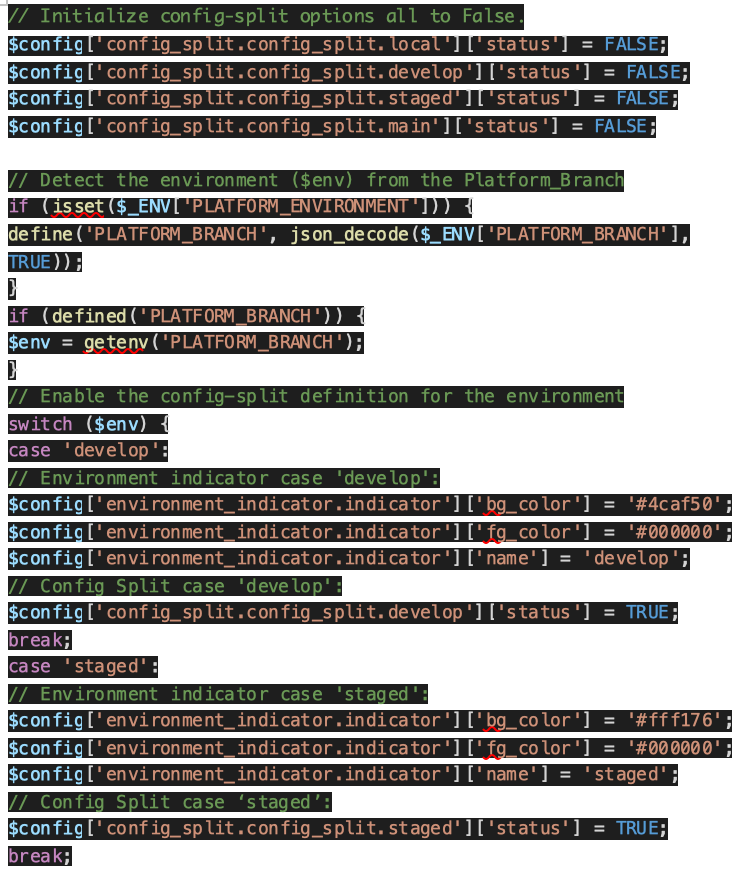 // Initialize config-split options all to False.
$config['config_split.config_split.local']['status'] = FALSE;
$config['config_split.config_split.develop']['status'] = FALSE;
$config['config_split.config_split.staged']['status'] = FALSE;
$config['config_split.config_split.main']['status'] = FALSE;
// Detect the environment ($env) from the Platform_Branch
if (isset($_ENV['PLATFORM_ENVIRONMENT'])) {
define('PLATFORM_BRANCH', json_decode($_ENV['PLATFORM_BRANCH'],
TRUE));
}
if (defined('PLATFORM_BRANCH')) {
$env = getenv('PLATFORM_BRANCH');
}
// Enable the config-split definition for the environment
switch ($env) {
case 'develop':
// Environment indicator case 'develop':
$config['environment_indicator.indicator']['bg_color'] = '#4caf50';
$config['environment_indicator.indicator']['fg_color'] = '#000000';
$config['environment_indicator.indicator']['name'] = 'develop';
// Config Split case 'develop':
$config['config_split.config_split.develop']['status'] = TRUE;
break;
case 'staged':
// Environment indicator case 'staged':
$config['environment_indicator.indicator']['bg_color'] = '#fff176';
$config['environment_indicator.indicator']['fg_color'] = '#000000';
$config['environment_indicator.indicator']['name'] = 'staged';
// Config Split case ‘staged’:
$config['config_split.config_split.staged']['status'] = TRUE;
break;